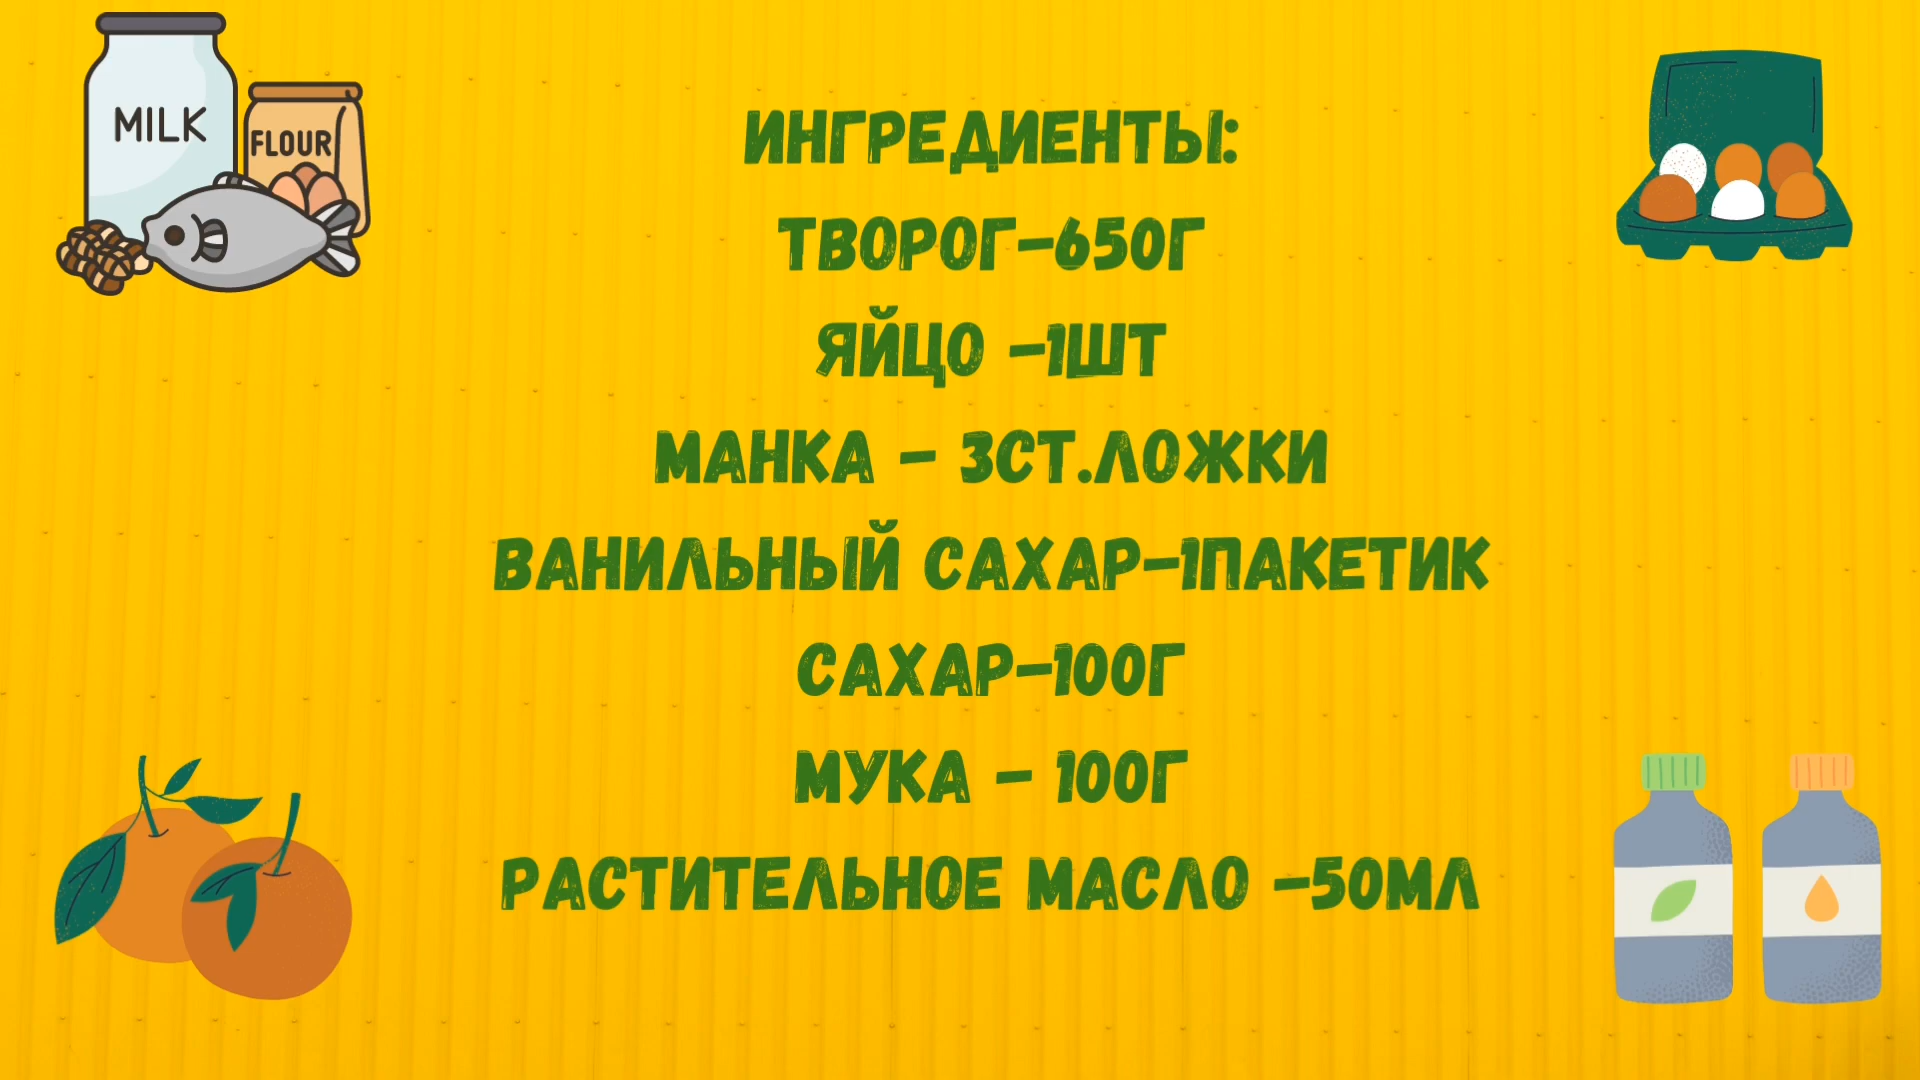 MILK
FLOUR
ИНГРЕДИЕНТЫ:
ТВОРОГ-650Г
ЯЙЦО -1ШТ
МАНКА - 3СТ.ЛОЖКИ
ВАНИЛЬНЫЙ САХАР-1ПАКЕТИК
САХАР-100Г
МУКА - 100Г
РАСТИТЕЛЬНОЕ МАСЛО -50МЛ